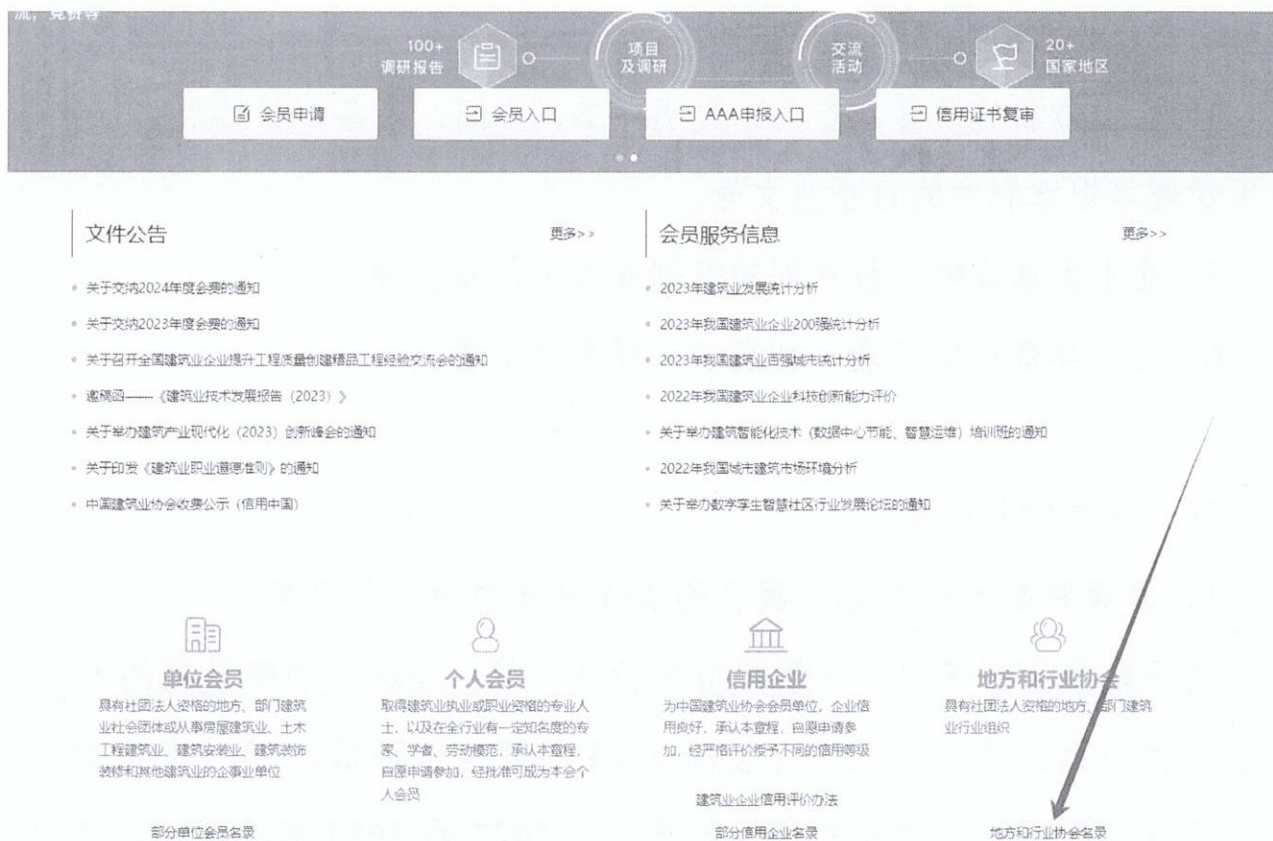 流，竞赛等
100+
调研报告
项目
及调研
交流
活动
20+
国家地区
会员申请
会员入口
AAA申报入口
信用证书复审
文件公告
更多>>
关于交纳2024年度会费的通知
关于交纳2023年度会费的通知
关于召开全国建筑业企业提升工程质量创建精品工程经验交流会的通知
邀稿函——《建筑业技术发展报告（2023）》
关于举办建筑产业现代化（2023）创新峰会的通知
关于印发《建筑业职业道德准则》的通知
中国建筑业协会收费公示（信用中国）
会员服务信息
更多>>
2023年建筑业发展统计分析
2023年我国建筑业企业200强统计分析
2023年我国建筑业百强城市统计分析
2022年我国建筑业企业科技创新能力评价
关于举办建筑智能化技术（数据中心节能、智慧运维）培训班的通知
2022年我国城市建筑市场环境分析
关于举办数字孪生智慧社区行业发展论坛的通知
单位会员
具有社团法人资格的地方、部门建筑
业社会团体或从事房屋建筑业、土木
工程建筑业、建筑安装业、建筑装饰
装修和其他建筑业的企事业单位
部分单位会员名录
个人会员
取得建筑业执业或职业资格的专业人
士，以及在全行业有一定知名度的专
家、学者、劳动模范，承认本章程，
自愿申请参加，经批准可成为本会个
人会员
信用企业
为中国建筑业协会会员单位，企业信
用良好，承认本章程，自愿申请参
加，经严格评价授予不同的信用等级
建筑业企业信用评价办法
部分信用企业名录
地方和行业协会
具有社团法人资格的地方、部门建筑
业行业组织
地方和行业协会名录